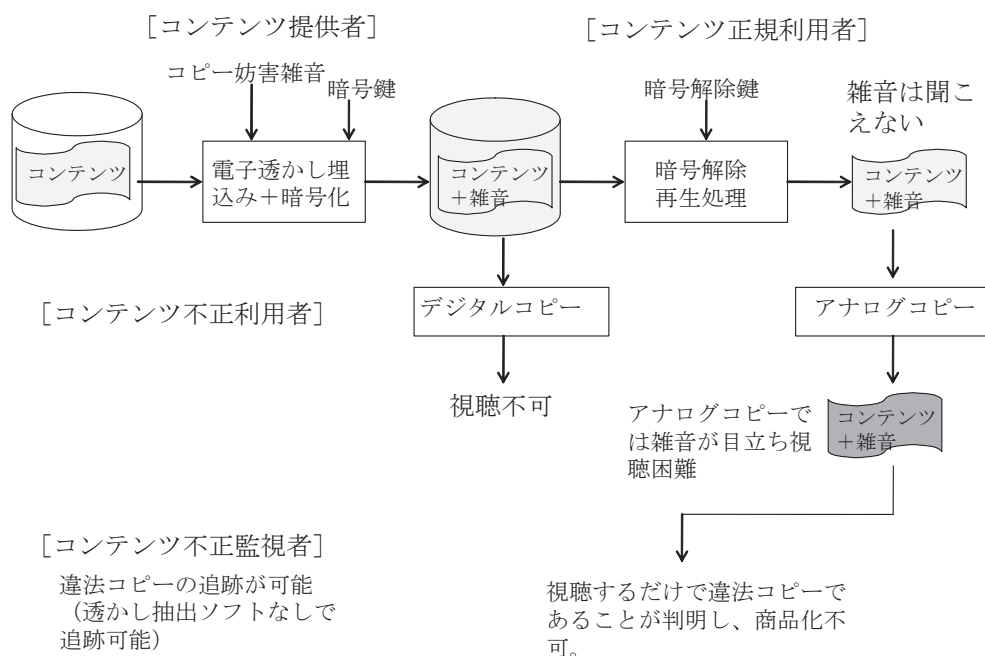 ［コンテンツ提供者］
［コンテンツ正規利用者］
コピー妨害雑音
暗号鍵
暗号解除鍵
雑音は聞こ
えない
コンテンツ
電子透かし埋
込み＋暗号化
コンテンツ
＋雑音
暗号解除
再生処理
コンテンツ
＋雑音
［コンテンツ不正利用者］
デジタルコピー
アナログコピー
視聴不可
アナログコピーで
は雑音が目立ち視
聴困難
コンテンツ
＋雑音
［コンテンツ不正監視者］
違法コピーの追跡が可能
（透かし抽出ソフトなしで
追跡可能）
視聴するだけで違法コピーで
あることが判明し、商品化不
可。